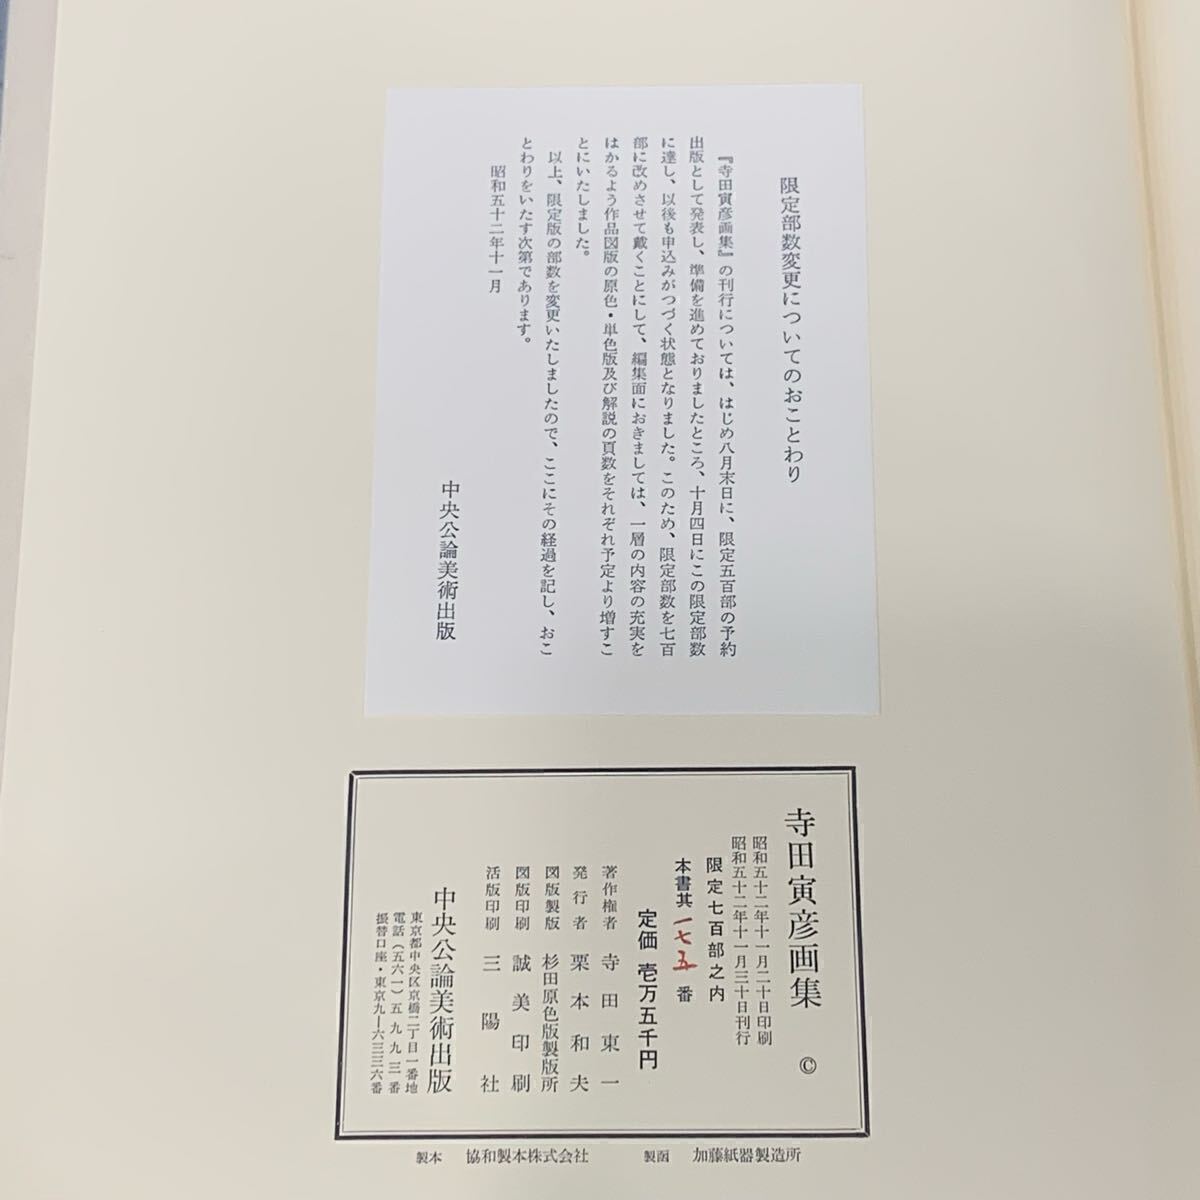 限定部数変更についてのおことわり
『寺田寅彦画集』の刊行については、はじめ八月末日に、限定五百部の予約
出版として発表し、準備を進めておりましたところ、十月四日にこの限定部数
に達し、以後も申込みがつづく状態となりました。このため、限定部数を七百
部に改めさせて戴くことにして、編集面におきましては、一層の内容の充実を
はかるよう作品図版の原色・単色版及び解説の頁数をそれぞれ予定より増すこ
とにいたしました。
以上、限定版の部数を変更いたしましたので、ここにその経過を記し、おこ
とわりをいたす次第であります。
昭和五十二年十一月
中央公論美術出版
寺田寅彦画集 ©
昭和五十二年十一月二十日印刷
昭和五十二年十一月三十日刊行
限定七百部之内
本書其一七五番
定価 壱万五千円
著作権者 寺田東一
発行者 栗本和夫
図版製版 杉田原色版製版所
図版印刷 誠美印刷
活版印刷 三陽社
中央公論美術出版
東京都中央区京橋二丁目一番地
電話(五六一)五九九三番
振替口座・東京九―六三三六番
製本 協和製本株式会社 製函 加藤紙器製造所